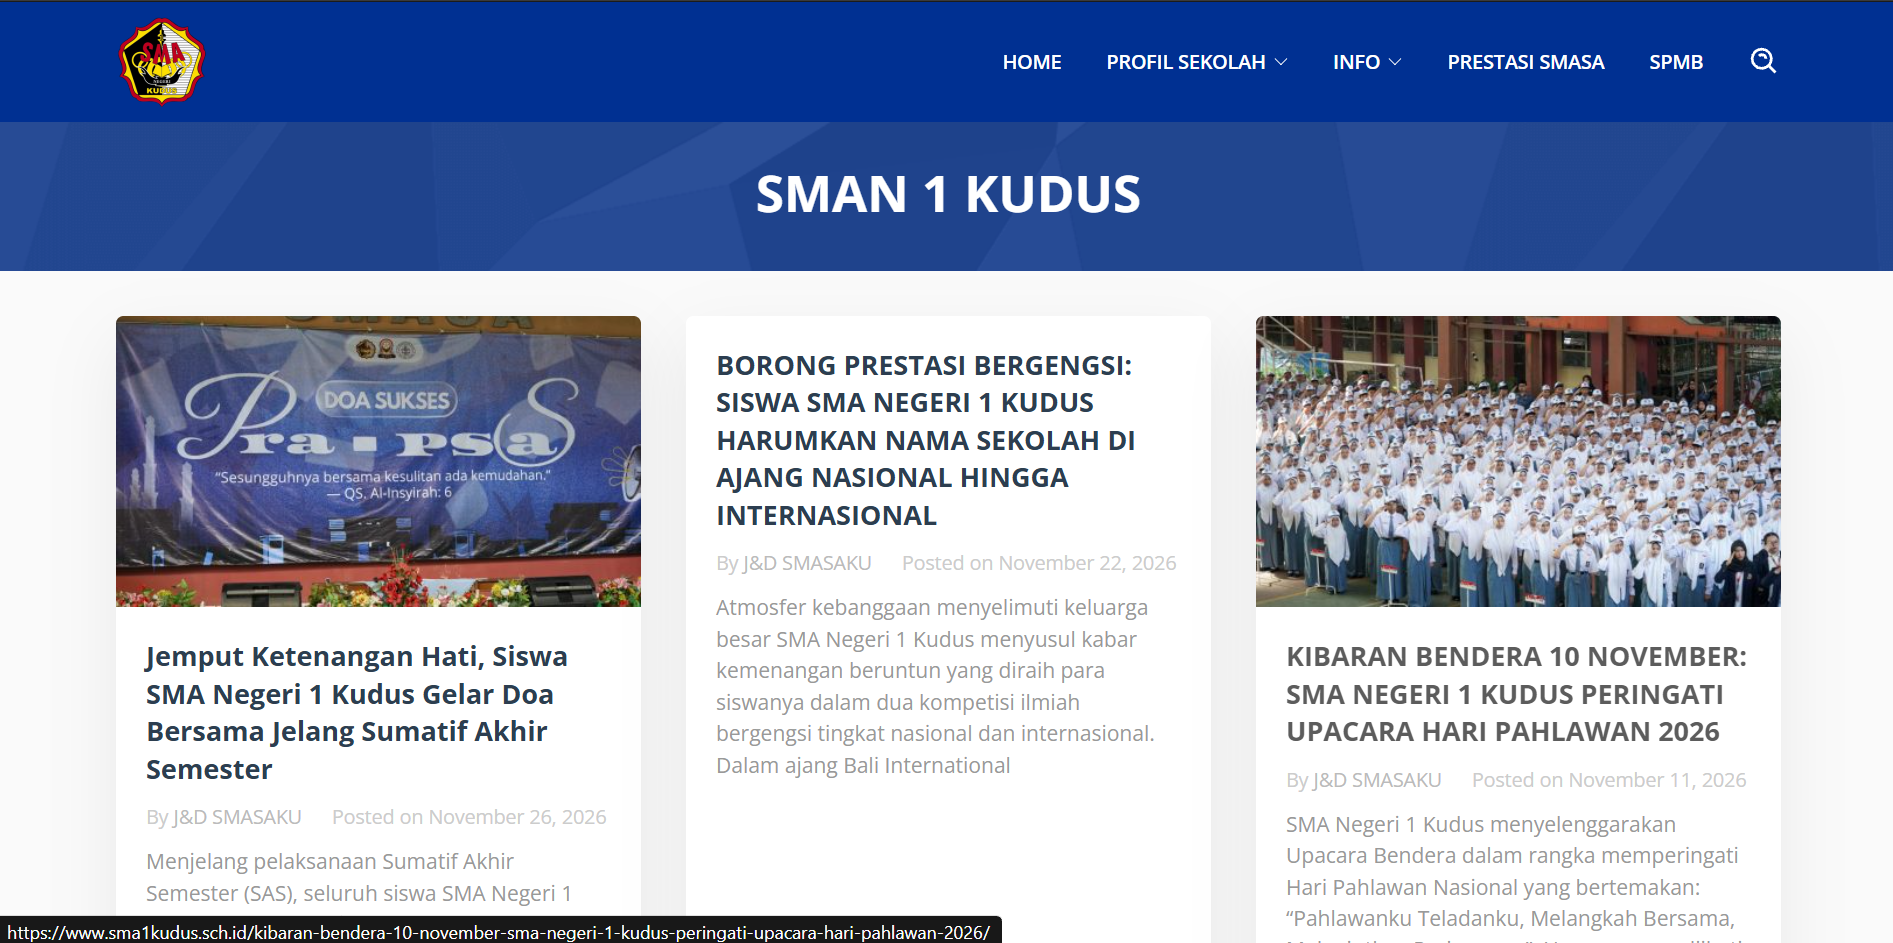 SMA
NEGERI
KUDUS
HOME
PROFIL SEKOLAH
INFO
PRESTASI SMASA
SPMB
SMAN 1 KUDUS
DOA SUKSES
Pra - psaS
“Sesungguhnya bersama kesulitan ada kemudahan.”
— QS. Al-Insyirah: 6
Jemput Ketenangan Hati, Siswa
SMA Negeri 1 Kudus Gelar Doa
Bersama Jelang Sumatif Akhir
Semester
By J&D SMASAKU Posted on November 26, 2026
Menjelang pelaksanaan Sumatif Akhir
Semester (SAS), seluruh siswa SMA Negeri 1
BORONG PRESTASI BERGENGSI:
SISWA SMA NEGERI 1 KUDUS
HARUMKAN NAMA SEKOLAH DI
AJANG NASIONAL HINGGA
INTERNASIONAL
By J&D SMASAKU Posted on November 22, 2026
Atmosfer kebanggaan menyelimuti keluarga
besar SMA Negeri 1 Kudus menyusul kabar
kemenangan beruntun yang diraih para
siswanya dalam dua kompetisi ilmiah
bergengsi tingkat nasional dan internasional.
Dalam ajang Bali International
KIBARAN BENDERA 10 NOVEMBER:
SMA NEGERI 1 KUDUS PERINGATI
UPACARA HARI PAHLAWAN 2026
By J&D SMASAKU Posted on November 11, 2026
SMA Negeri 1 Kudus menyelenggarakan
Upacara Bendera dalam rangka memperingati
Hari Pahlawan Nasional yang bertemakan:
“Pahlawanku Teladanku, Melangkah Bersama,
https://www.sma1kudus.sch.id/kibaran-bendera-10-november-sma-negeri-1-kudus-peringati-upacara-hari-pahlawan-2026/